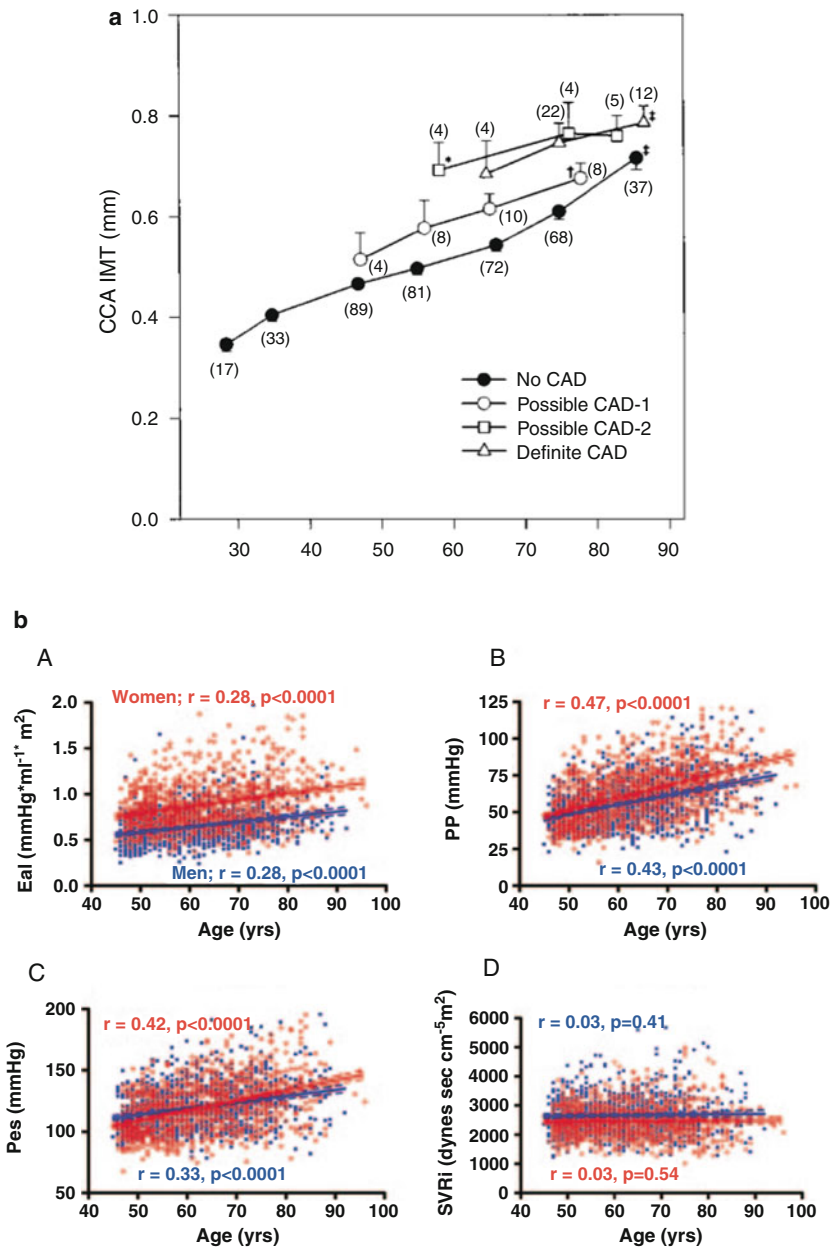 a
1.0
0.8
0.6
0.4
0.2
0.0
CCA IMT (mm)
(4)
(4) (4) (22) (5) (12)
* ‡
† (8) ‡
(4) (8) (10) (37)
(17) (33) (89) (81) (72) (68)
No CAD
Possible CAD-1
Possible CAD-2
Definite CAD
30 40 50 60 70 80 90
b
A
Women; r = 0.28, p<0.0001
Eal (mmHg*ml-1* m2)
2.0
1.5
1.0
0.5
0.0
Men; r = 0.28, p<0.0001
40 50 60 70 80 90 100
Age (yrs)
B
r = 0.47, p<0.0001
PP (mmHg)
125
100
75
50
25
0
r = 0.43, p<0.0001
40 50 60 70 80 90 100
Age (yrs)
C
r = 0.42, p<0.0001
Pes (mmHg)
200
150
100
50
r = 0.33, p<0.0001
40 50 60 70 80 90 100
Age (yrs)
D
r = 0.03, p=0.41
SVRi (dynes sec cm-5m2)
6000
5000
4000
3000
2000
1000
0
r = 0.03, p=0.54
40 50 60 70 80 90 100
Age (yrs)